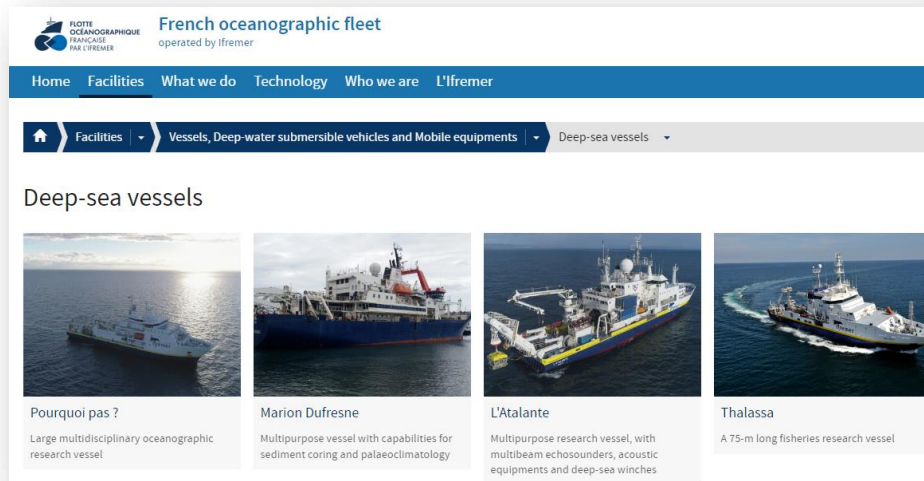 FLOTTE
OCÉANOGRAPHIQUE
FRANÇAISE
PAR L'IFREMER
French oceanographic fleet
operated by Ifremer
Home Facilities What we do Technology Who we are L'Ifremer
Facilities Vessels, Deep-water submersible vehicles and Mobile equipments Deep-sea vessels
Deep-sea vessels
Pourquoi pas ?
Large multidisciplinary oceanographic
research vessel
Marion Dufresne
Multipurpose vessel with capabilities for
sediment coring and palaeoclimatology
L'Atalante
Multipurpose research vessel, with
multibeam echosounders, acoustic
equipments and deep-sea winches
Thalassa
A 75-m long fisheries research vessel